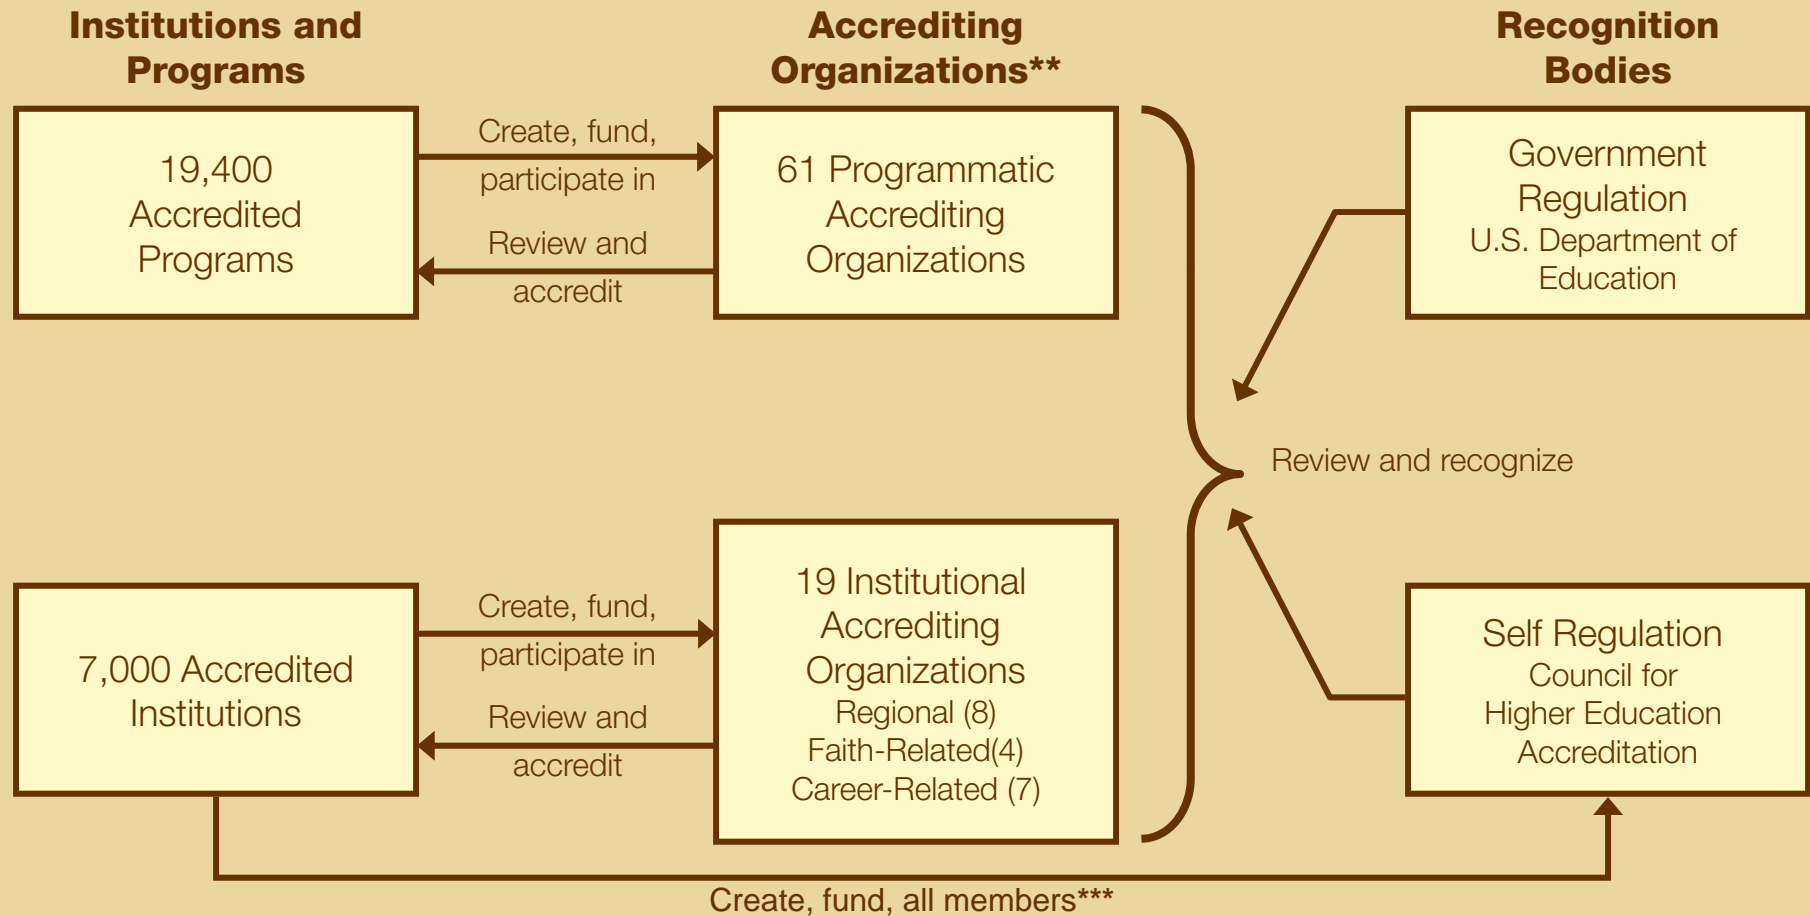 Institutions and
Programs
Accrediting
Organizations**
Recognition
Bodies
19,400
Accredited
Programs
Create, fund,
participate in
Review and
accredit
61 Programmatic
Accrediting
Organizations
Government
Regulation
U.S. Department of
Education
Review and recognize
7,000 Accredited
Institutions
Create, fund,
participate in
Review and
accredit
19 Institutional
Accrediting
Organizations
Regional (8)
Faith-Related(4)
Career-Related (7)
Self Regulation
Council for
Higher Education
Accreditation
Create, fund, all members***